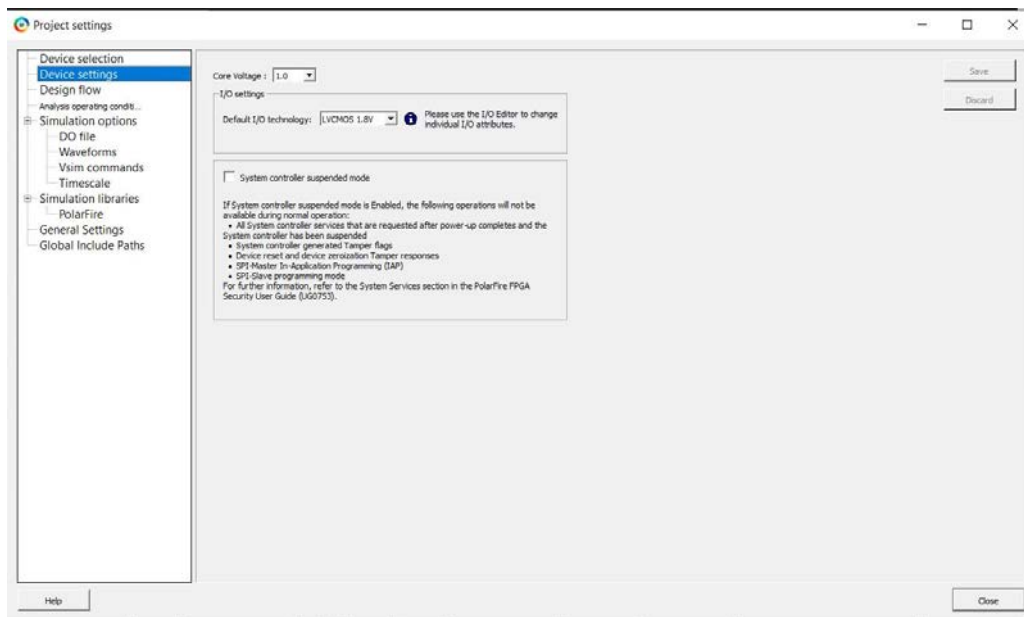 Project settings
Device selection
Device settings
Design flow
Analysis operating conditi...
Simulation options
DO file
Waveforms
Vsim commands
Timescale
Simulation libraries
PolarFire
General Settings
Global Include Paths
Core Voltage : 1.0
I/O settings
Default I/O technology: LVCMOS 1.8V
Please use the I/O Editor to change
individual I/O attributes.
System controller suspended mode
If System controller suspended mode is Enabled, the following operations will not be
available during normal operation:
• All System controller services that are requested after power-up completes and the
System controller has been suspended
• System controller generated Tamper flags
• Device reset and device zeroization Tamper responses
• SPI-Master In-Application Programming (IAP)
• SPI-Slave programming mode
For further information, refer to the System Services section in the PolarFire FPGA
Security User Guide (UG0753).
Save
Discard
Help
Close